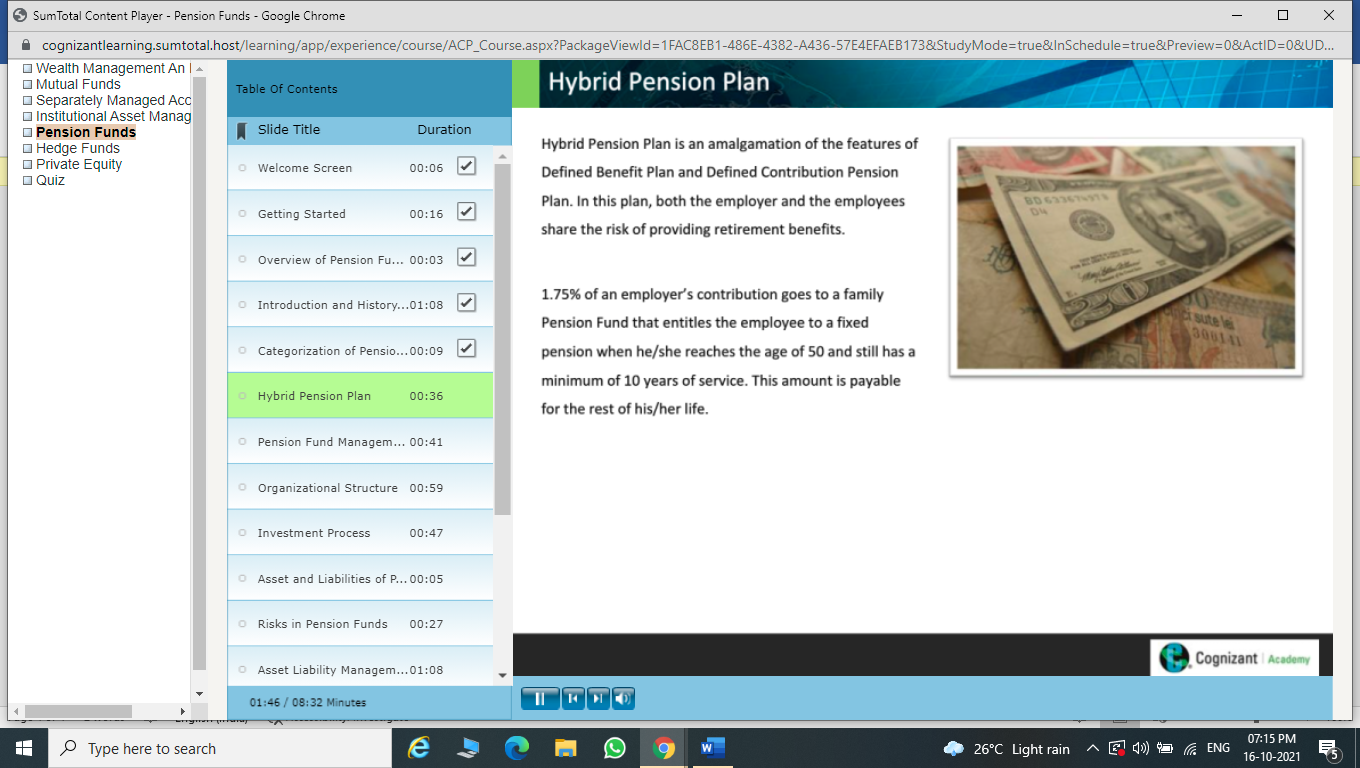 SumTotal Content Player - Pension Funds - Google Chrome
cognizantlearning.sumtotal.host/learning/app/experience/course/ACP_Course.aspx?PackageViewId=1FAC8EB1-486E-4382-A436-57E4EFAEB173&StudyMode=true&InSchedule=true&Preview=0&ActID=0&UD...
Wealth Management An
Mutual Funds
Separately Managed Acc
Institutional Asset Manag
Pension Funds
Hedge Funds
Private Equity
Quiz
Table Of Contents
Slide Title Duration
Welcome Screen 00:06
Getting Started 00:16
Overview of Pension Fu... 00:03
Introduction and History... 01:08
Categorization of Pensio... 00:09
Hybrid Pension Plan 00:36
Pension Fund Managem... 00:41
Organizational Structure 00:59
Investment Process 00:47
Asset and Liabilities of P... 00:05
Risks in Pension Funds 00:27
Asset Liability Managem... 01:08
01:46 / 08:32 Minutes
Hybrid Pension Plan
Hybrid Pension Plan is an amalgamation of the features of
Defined Benefit Plan and Defined Contribution Pension
Plan. In this plan, both the employer and the employees
share the risk of providing retirement benefits.
1.75% of an employer's contribution goes to a family
Pension Fund that entitles the employee to a fixed
pension when he/she reaches the age of 50 and still has a
minimum of 10 years of service. This amount is payable
for the rest of his/her life.
Cognizant | Academy
Type here to search
26°C Light rain
ENG
07:15 PM
16-10-2021
5